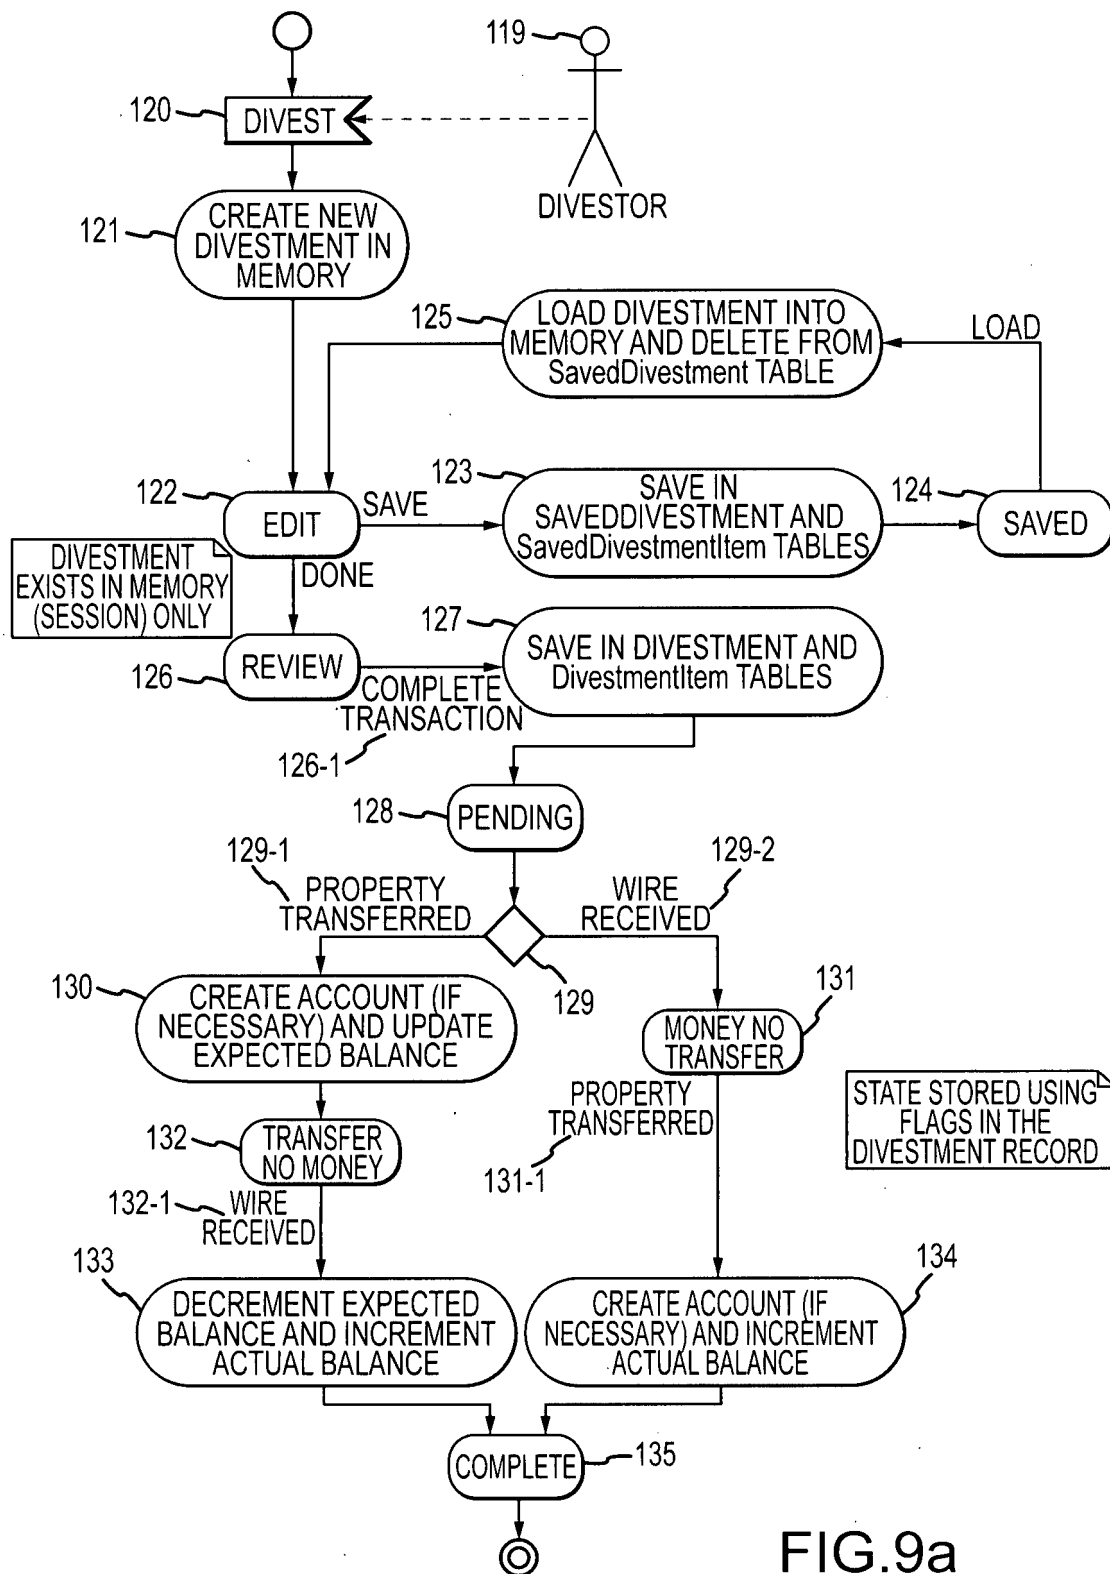 119
120
DIVEST
DIVESTOR
121
CREATE NEW
DIVESTMENT IN
MEMORY
125
LOAD DIVESTMENT INTO
MEMORY AND DELETE FROM
SavedDivestment TABLE
LOAD
122
EDIT
SAVE
123
SAVE IN
SAVEDDIVESTMENT AND
SavedDivestmentItem TABLES
124
SAVED
DIVESTMENT
EXISTS IN MEMORY
(SESSION) ONLY
DONE
126
REVIEW
COMPLETE
TRANSACTION
126-1
127
SAVE IN DIVESTMENT AND
DivestmentItem TABLES
128
PENDING
129-1
PROPERTY
TRANSFERRED
WIRE
RECEIVED
129-2
129
130
CREATE ACCOUNT (IF
NECESSARY) AND UPDATE
EXPECTED BALANCE
131
MONEY NO
TRANSFER
132
TRANSFER
NO MONEY
PROPERTY
TRANSFERRED
131-1
STATE STORED USING
FLAGS IN THE
DIVESTMENT RECORD
132-1
WIRE
RECEIVED
133
DECREMENT EXPECTED
BALANCE AND INCREMENT
ACTUAL BALANCE
134
CREATE ACCOUNT (IF
NECESSARY) AND INCREMENT
ACTUAL BALANCE
COMPLETE
135
FIG.9a